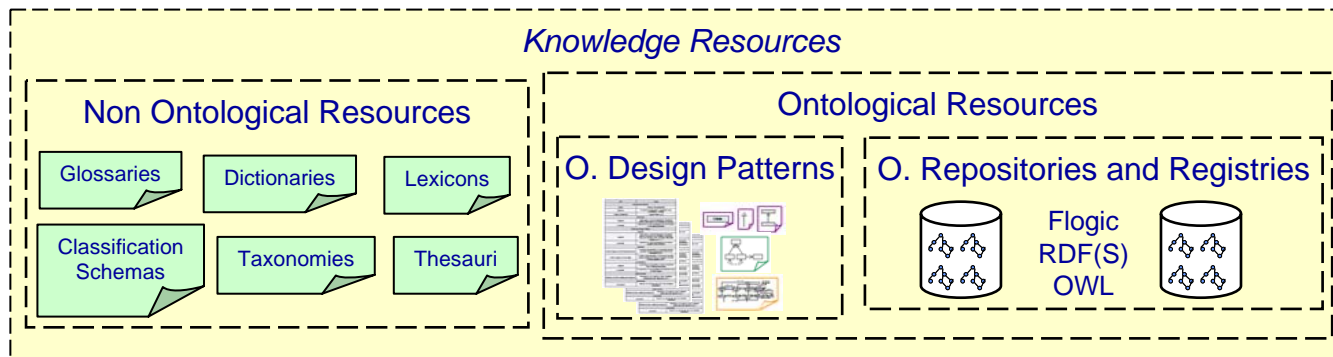 Knowledge Resources
Non Ontological Resources
Glossaries
Dictionaries
Lexicons
Classification
Schemas
Taxonomies
Thesauri
Ontological Resources
O. Design Patterns
O. Repositories and Registries
Flogic
RDF(S)
OWL